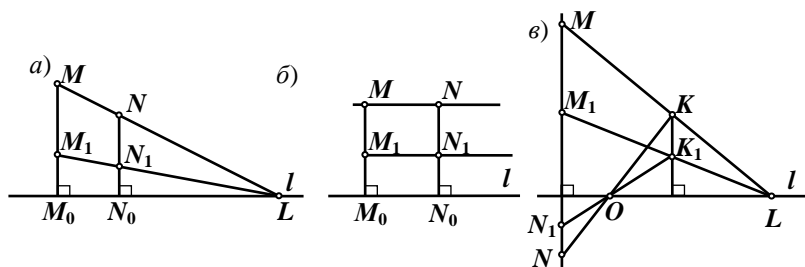 а) M N M₁ N₁ M₀ N₀ L l
б) M N M₁ N₁ M₀ N₀ l
в) M M₁ K K₁ N₁ N O L l